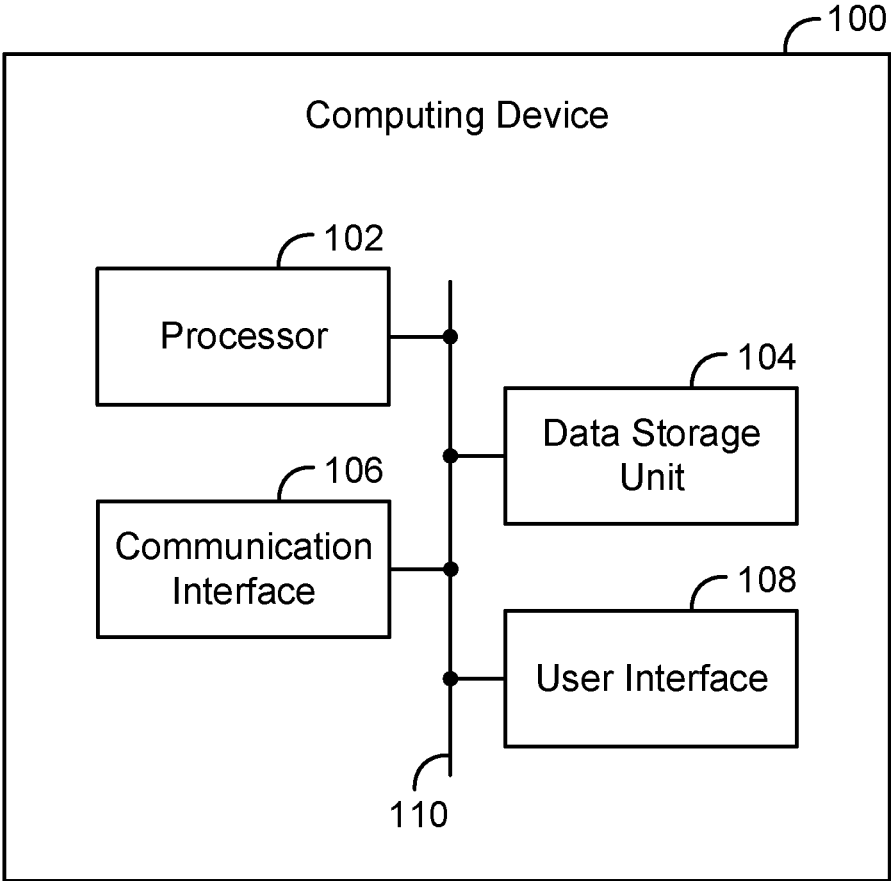 100
Computing Device
102
Processor
104
Data Storage
Unit
106
Communication
Interface
108
User Interface
110